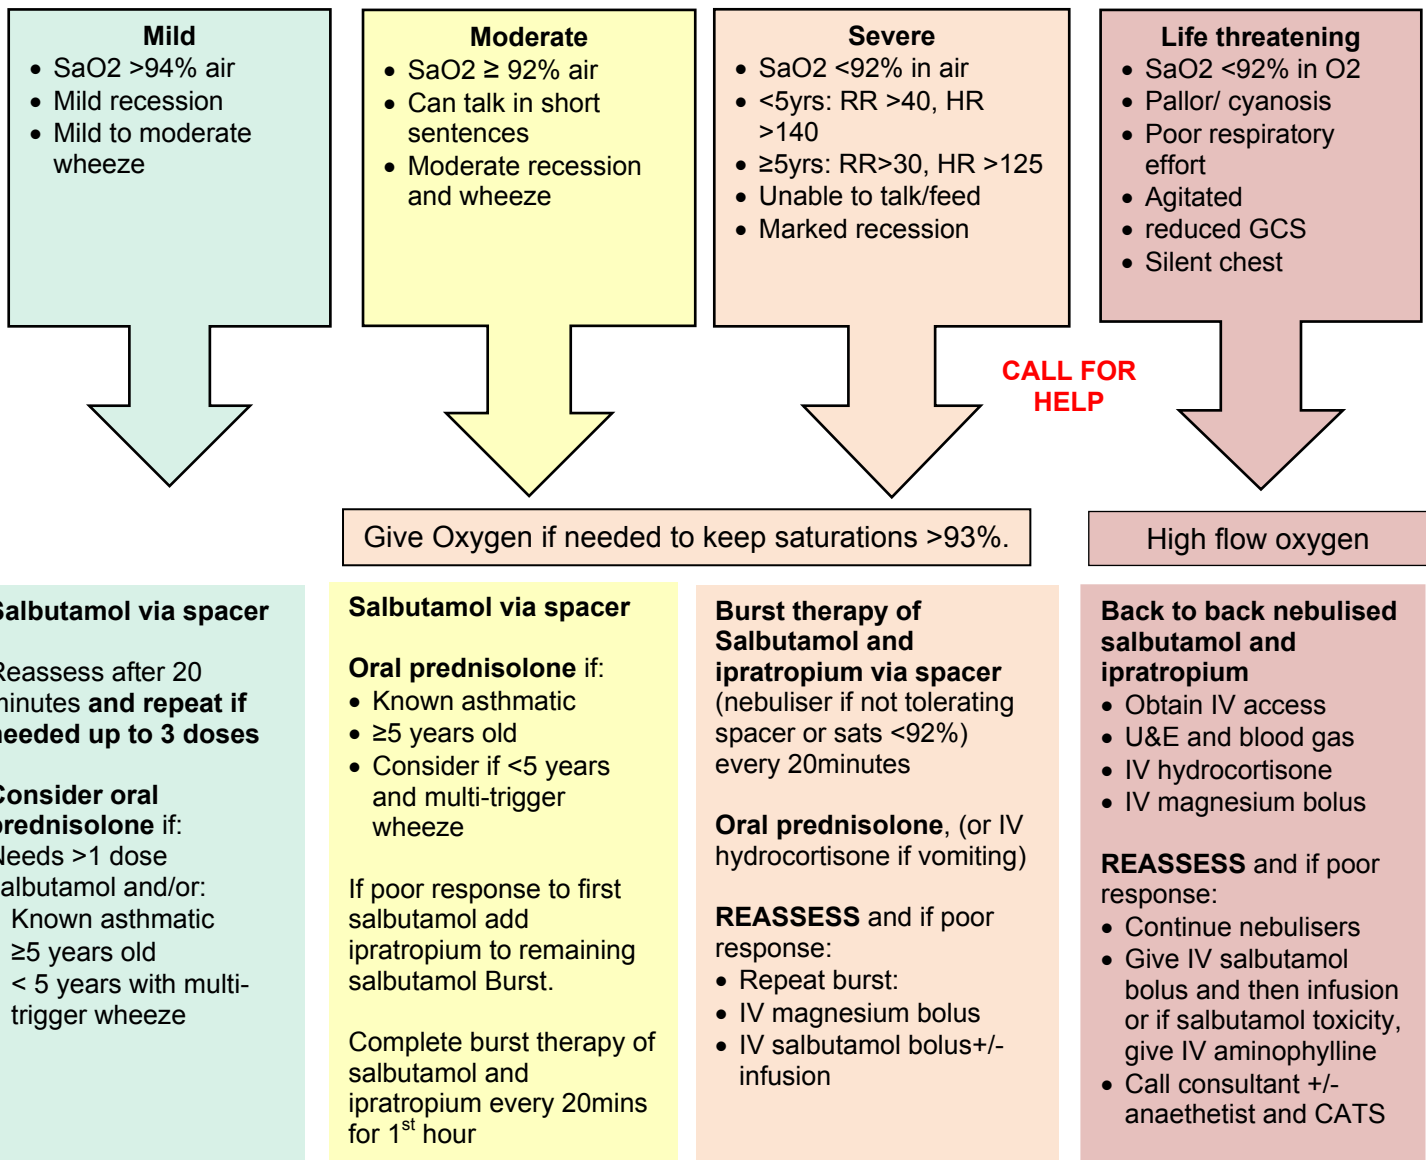 Mild
• SaO2 >94% air
• Mild recession
• Mild to moderate
wheeze
Moderate
• SaO2 ≥ 92% air
• Can talk in short
sentences
• Moderate recession
and wheeze
Severe
• SaO2 <92% in air
• <5yrs: RR >40, HR
>140
• ≥5yrs: RR>30, HR >125
• Unable to talk/feed
• Marked recession
Life threatening
• SaO2 <92% in O2
• Pallor/ cyanosis
• Poor respiratory
effort
• Agitated
• reduced GCS
• Silent chest
CALL FOR
HELP
Give Oxygen if needed to keep saturations >93%.
High flow oxygen
Salbutamol via spacer
Reassess after 20
minutes and repeat if
needed up to 3 doses
Consider oral
prednisolone if:
Needs >1 dose
salbutamol and/or:
Known asthmatic
≥5 years old
< 5 years with multi-
trigger wheeze
Salbutamol via spacer
Oral prednisolone if:
• Known asthmatic
• ≥5 years old
• Consider if <5 years
and multi-trigger
wheeze
If poor response to first
salbutamol add
ipratropium to remaining
salbutamol Burst.
Complete burst therapy of
salbutamol and
ipratropium every 20mins
for 1st hour
Burst therapy of
Salbutamol and
ipratropium via spacer
(nebuliser if not tolerating
spacer or sats <92%)
every 20minutes
Oral prednisolone, (or IV
hydrocortisone if vomiting)
REASSESS and if poor
response:
• Repeat burst:
• IV magnesium bolus
• IV salbutamol bolus+/-
infusion
Back to back nebulised
salbutamol and
ipratropium
• Obtain IV access
• U&E and blood gas
• IV hydrocortisone
• IV magnesium bolus
REASSESS and if poor
response:
• Continue nebulisers
• Give IV salbutamol
bolus and then infusion
or if salbutamol toxicity,
give IV aminophylline
• Call consultant +/-
anaethetist and CATS